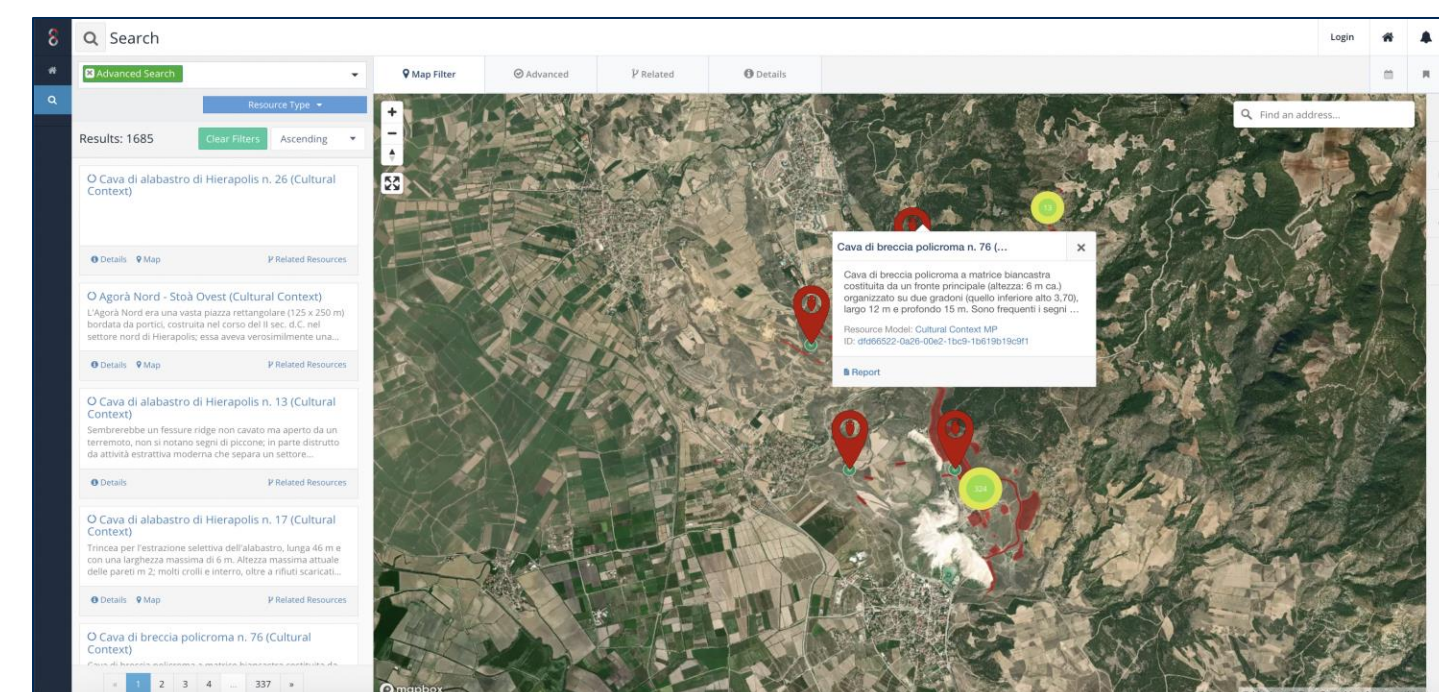 Search
Login
Advanced Search
Map Filter
Advanced
Related
Details
Resource Type
Results: 1685
Clear Filters
Ascending
Find an address...
Cava di alabastro di Hierapolis n. 26 (Cultural
Context)
Details Map Related Resources
Agorà Nord - Stoà Ovest (Cultural Context)
L'Agorà Nord era una vasta piazza rettangolare (125 x 250 m)
bordata da portici, costruita nel corso del II sec. d.C. nel
settore nord di Hierapolis; essa aveva verosimilmente una...
Details Map Related Resources
Cava di alabastro di Hierapolis n. 13 (Cultural
Context)
Sembrerebbe un fessure ridge non cavato ma aperto da un
terremoto, non si notano segni di piccone; in parte distrutto
da attività estrattiva moderna che separa un settore...
Details Related Resources
Cava di alabastro di Hierapolis n. 17 (Cultural
Context)
Trincea per l'estrazione selettiva dell'alabastro, lunga 46 m e
con una larghezza massima di 6 m. Altezza massima attuale
delle pareti m 2; molti crolli e interro, oltre a rifiuti scaricati...
Details Map Related Resources
Cava di breccia policroma n. 76 (Cultural
Context)
Cava di breccia policroma a matrice biancastra costituita da
« 1 2 3 4 ... 337 »
Cava di breccia policroma n. 76 (...
Cava di breccia policroma a matrice biancastra
costituita da un fronte principale (altezza: 6 m ca.)
organizzato su due gradoni (quello inferiore alto 3,70),
largo 12 m e profondo 15 m. Sono frequenti i segni ...
Resource Model: Cultural Context MP
ID: dfd66522-0a26-00e2-1bc9-1b619b19c9f1
Report
324
mapbox